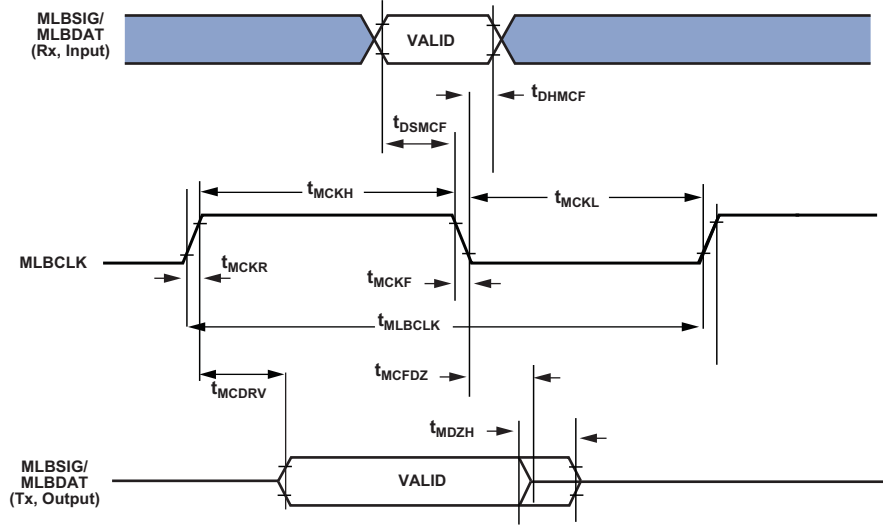 MLBSIG/
MLBDAT
(Rx, Input)
VALID
tDHMCF
tDSMCF
tMCKH
tMCKL
MLBCLK
tMCKR
tMCKF
tMLBCLK
tMCFDZ
tMCDRV
tMDZH
MLBSIG/
MLBDAT
(Tx, Output)
VALID